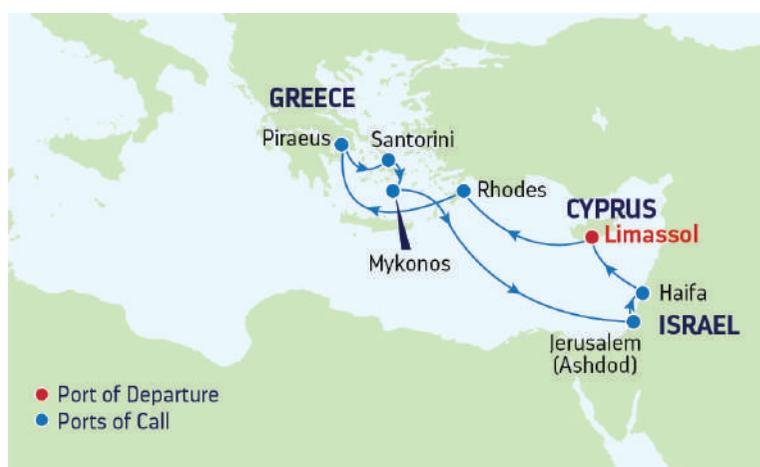 GREECE
Piraeus
Santorini
Rhodes
CYPRUS
Limassol
Mykonos
Haifa
ISRAEL
Jerusalem
(Ashdod)
Port of Departure
Ports of Call